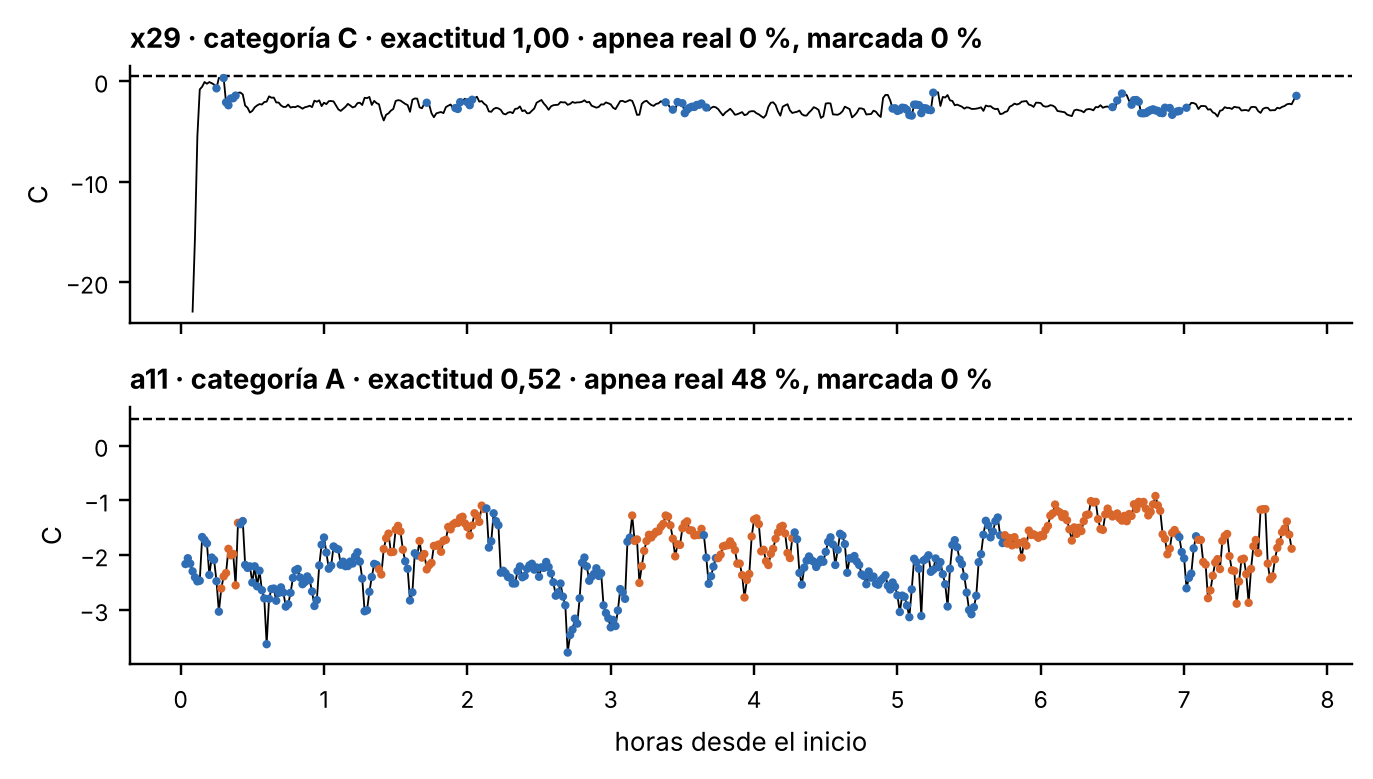 x29 · categoría C · exactitud 1,00 · apnea real 0 %, marcada 0 %
0
−10
−20
C
a11 · categoría A · exactitud 0,52 · apnea real 48 %, marcada 0 %
0
−1
−2
−3
C
0 1 2 3 4 5 6 7 8
horas desde el inicio